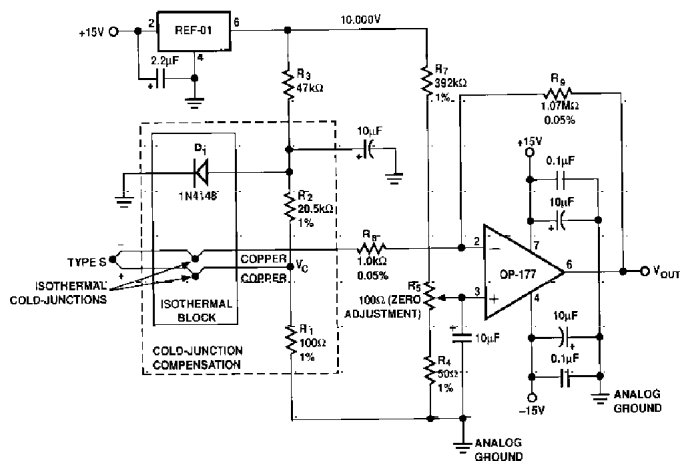 +15V
2
REF-01
6
10.000V
4
2.2µF
+
R3
47kΩ
R7
392kΩ
1%
R9
1.07MΩ
0.05%
10µF
+
D1
1N4148
R2
20.5kΩ
1%
+15V
0.1µF
10µF
+
–
TYPE S
+
COPPER
COPPER
VC
R8
1.0kΩ
0.05%
2
–
7
OP-177
6
VOUT
3
+
4
ISOTHERMAL
COLD-JUNCTIONS
ISOTHERMAL
BLOCK
R5
100Ω (ZERO
ADJUSTMENT)
+
10µF
R1
100Ω
1%
COLD-JUNCTION
COMPENSATION
R4
50Ω
1%
10µF
+
0.1µF
–15V
ANALOG
GROUND
ANALOG
GROUND